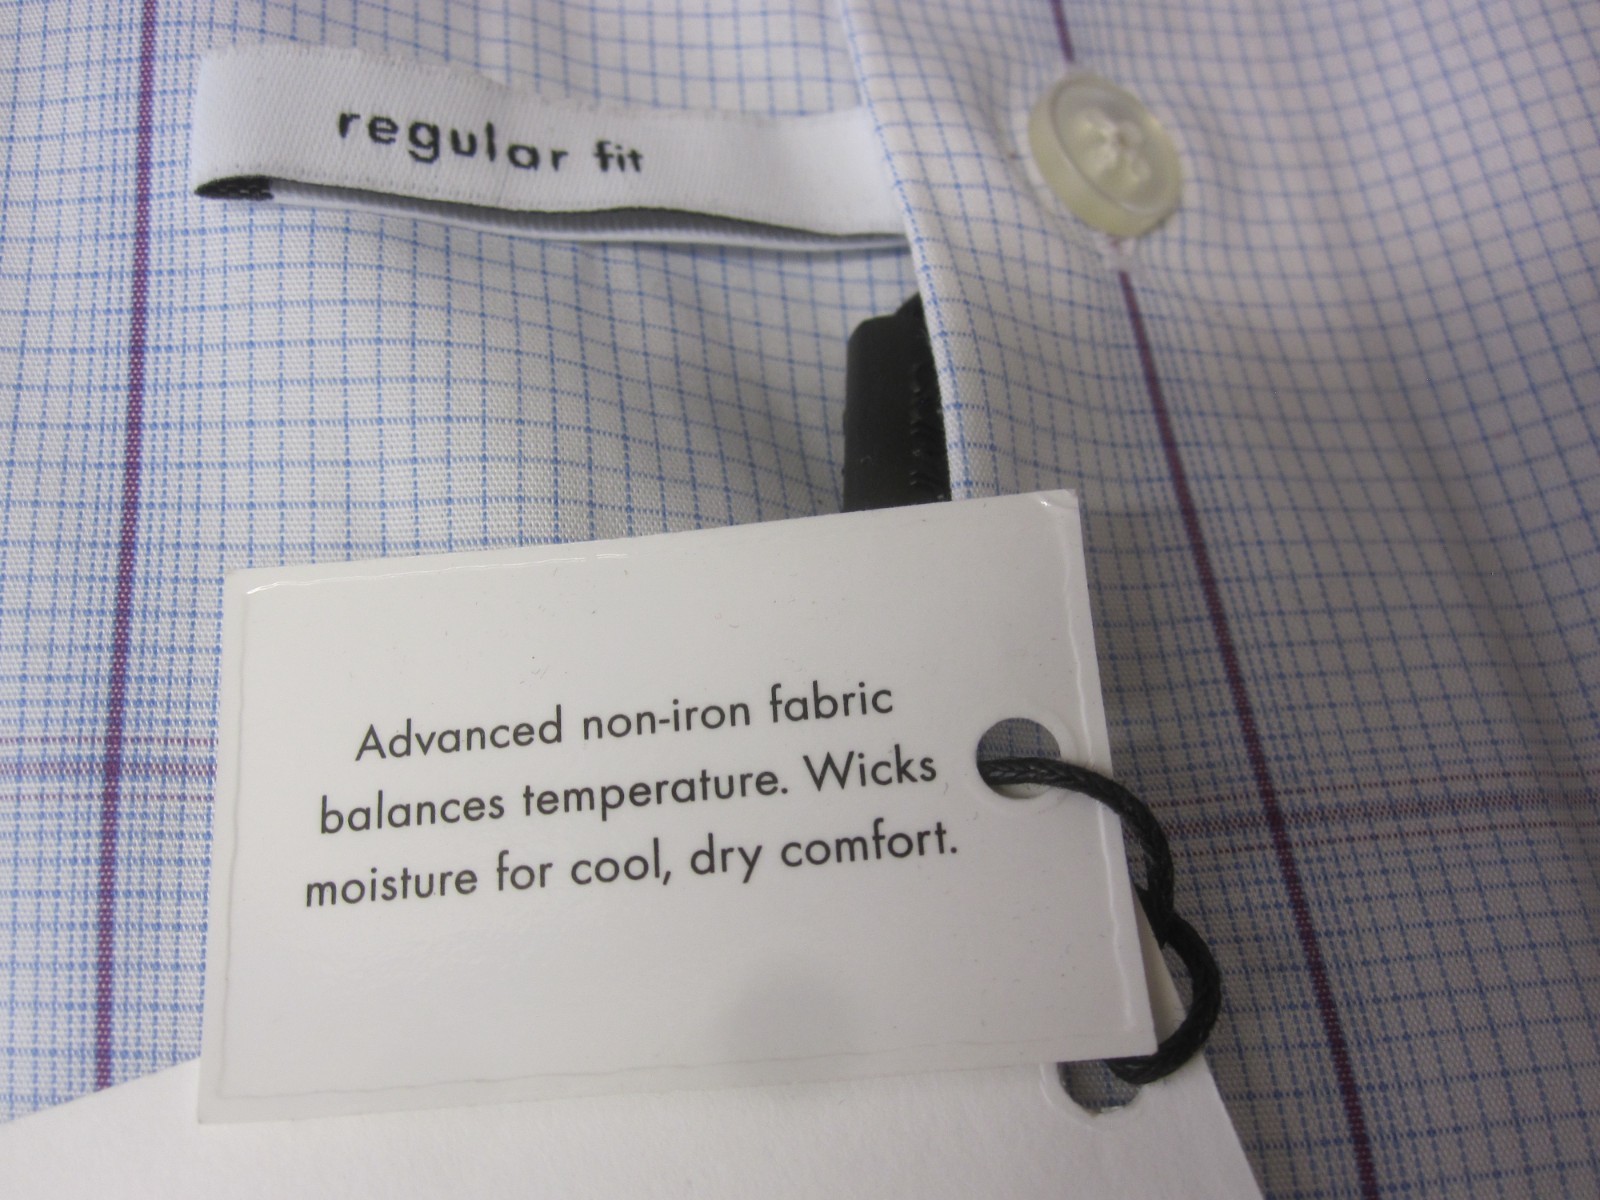 regular fit
Advanced non-iron fabric
balances temperature. Wicks
moisture for cool, dry comfort.